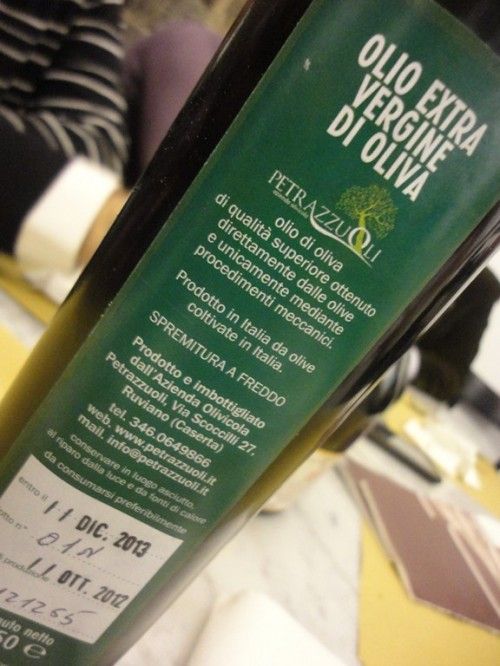 OLIO EXTRA
VERGINE
DI OLIVA
PETRAZZUOLI
olio di oliva
di qualità superiore ottenuto
direttamente dalle olive
e unicamente mediante
procedimenti meccanici.
Prodotto in Italia da olive
coltivate in Italia.
SPREMITURA A FREDDO
Prodotto e imbottigliato
dall'Azienda Olivicola
Petrazzuoli, Via Scoccilli 27,
Ruviano (Caserta)
tel. 346.0649866
web. www.petrazzuoli.it
mail. info@petrazzuoli.it
conservare in luogo asciutto,
al riparo dalla luce e da fonti di calore
da consumarsi preferibilmente
entro il 11 DIC. 2013
lotto n° 01N
produzione 11 OTT. 2012
netto